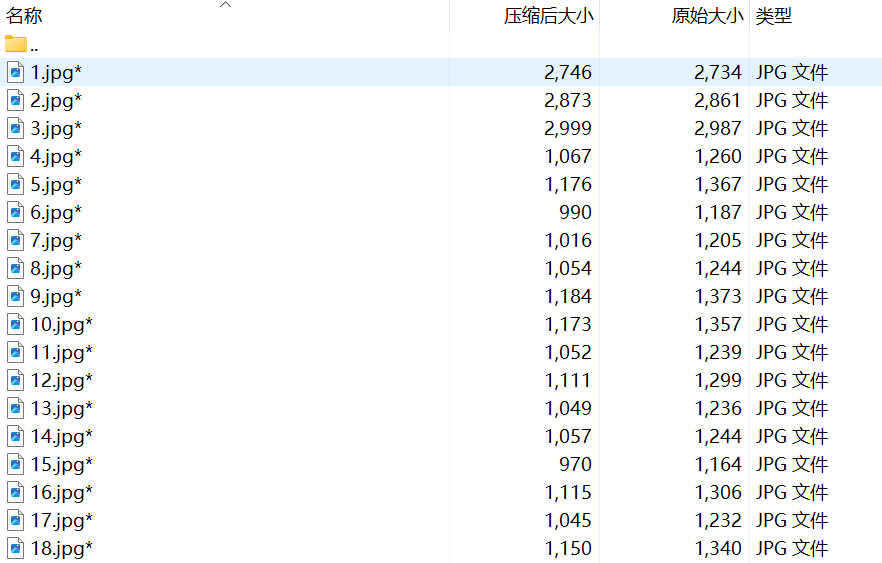 名称 压缩后大小 原始大小 类型
..
1.jpg* 2,746 2,734 JPG 文件
2.jpg* 2,873 2,861 JPG 文件
3.jpg* 2,999 2,987 JPG 文件
4.jpg* 1,067 1,260 JPG 文件
5.jpg* 1,176 1,367 JPG 文件
6.jpg* 990 1,187 JPG 文件
7.jpg* 1,016 1,205 JPG 文件
8.jpg* 1,054 1,244 JPG 文件
9.jpg* 1,184 1,373 JPG 文件
10.jpg* 1,173 1,357 JPG 文件
11.jpg* 1,052 1,239 JPG 文件
12.jpg* 1,111 1,299 JPG 文件
13.jpg* 1,049 1,236 JPG 文件
14.jpg* 1,057 1,244 JPG 文件
15.jpg* 970 1,164 JPG 文件
16.jpg* 1,115 1,306 JPG 文件
17.jpg* 1,045 1,232 JPG 文件
18.jpg* 1,150 1,340 JPG 文件